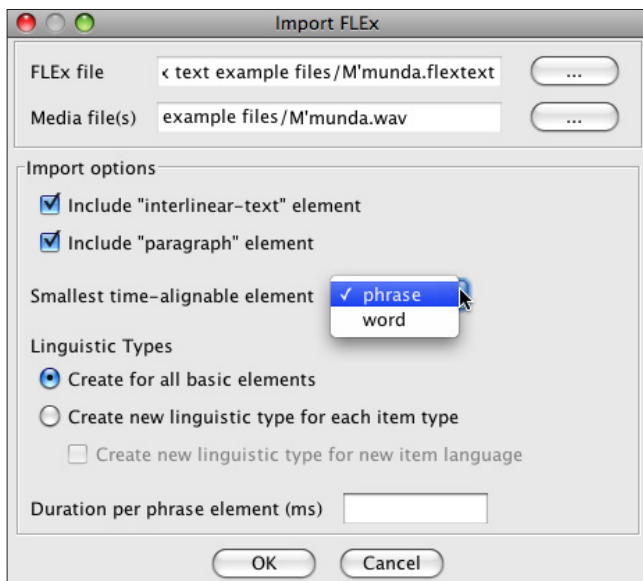 Import FLEx
FLEx file
x text example files/M'munda.flextext
...
Media file(s)
example files/M'munda.wav
...
Import options
Include "interlinear-text" element
Include "paragraph" element
Smallest time-alignable element
✓ phrase
word
Linguistic Types
Create for all basic elements
Create new linguistic type for each item type
Create new linguistic type for new item language
Duration per phrase element (ms)
OK
Cancel